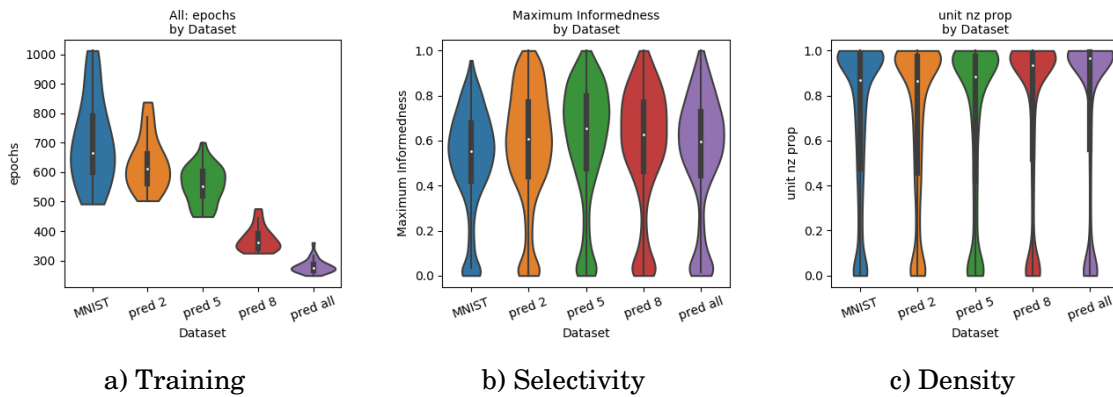 All: epochs
by Dataset
epochs
1000
900
800
700
600
500
400
300
MNIST
pred 2
pred 5
pred 8
pred all
Dataset
a) Training
Maximum Informedness
by Dataset
Maximum Informedness
1.0
0.8
0.6
0.4
0.2
0.0
MNIST
pred 2
pred 5
pred 8
pred all
Dataset
b) Selectivity
unit nz prop
by Dataset
unit nz prop
1.0
0.8
0.6
0.4
0.2
0.0
MNIST
pred 2
pred 5
pred 8
pred all
Dataset
c) Density